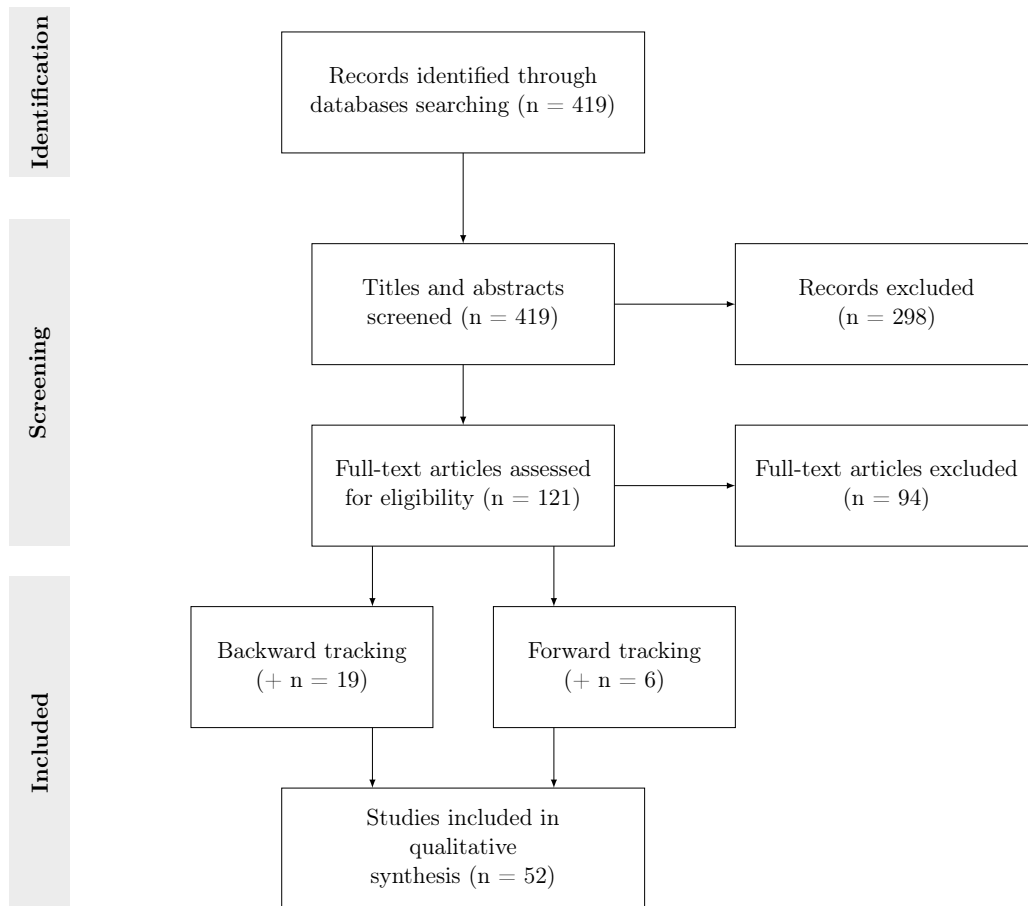 Identification
Records identified through
databases searching (n = 419)
Screening
Titles and abstracts
screened (n = 419)
Records excluded
(n = 298)
Full-text articles assessed
for eligibility (n = 121)
Full-text articles excluded
(n = 94)
Included
Backward tracking
(+ n = 19)
Forward tracking
(+ n = 6)
Studies included in
qualitative
synthesis (n = 52)